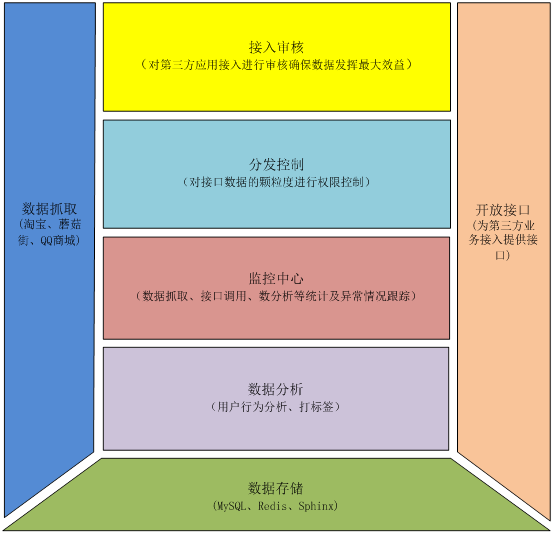 接入审核
(对第三方应用接入进行审核确保数据发挥最大效益)
分发控制
(对接口数据的颗粒度进行权限控制)
数据抓取
(淘宝、蘑菇
街、QQ商城)
开放接口
(为第三方业
务接入提供接
口)
监控中心
(数据抓取、接口调用、数分析等统计及异常情况跟踪)
数据分析
(用户行为分析、打标签)
数据存储
(MySQL、Redis、Sphinx)